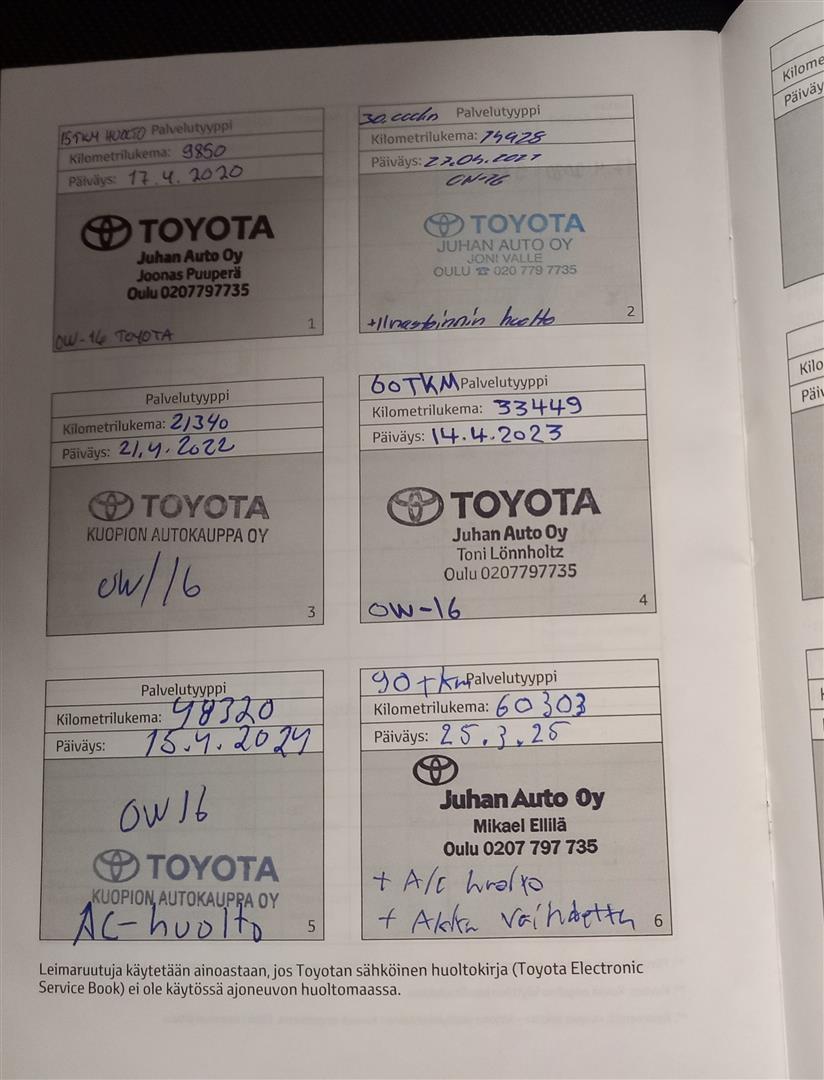 15TKM HUOLTO Palvelutyyppi
Kilometrilukema: 9850
Päiväys: 17.4.2020
TOYOTA
Juhan Auto Oy
Joonas Puuperä
Oulu 0207797735
OW-16 TOYOTA
1
Palvelutyyppi
Kilometrilukema: 14928
Päiväys: 27.04.2021
OW-16
TOYOTA
JUHAN AUTO OY
JONI VALLE
OULU ☎ 020 779 7735
+Ilmastoinnin huolto
2
Palvelutyyppi
Kilometrilukema: 21340
Päiväys: 21.4.2022
TOYOTA
KUOPION AUTOKAUPPA OY
OW//16
3
60TKM Palvelutyyppi
Kilometrilukema: 33449
Päiväys: 14.4.2023
TOYOTA
Juhan Auto Oy
Toni Lönnholtz
Oulu 0207797735
OW-16
4
Palvelutyyppi
Kilometrilukema: 48320
Päiväys: 15.4.2024
OW16
TOYOTA
KUOPION AUTOKAUPPA OY
AC-huolto
5
90tkm Palvelutyyppi
Kilometrilukema: 60303
Päiväys: 25.3.25
Juhan Auto Oy
Mikael Ellilä
Oulu 0207 797 735
+ A/C huolto
+ Akku vaihdettu
6
Leimaruutuja käytetään ainoastaan, jos Toyotan sähköinen huoltokirja (Toyota Electronic
Service Book) ei ole käytössä ajoneuvon huoltomaassa.
Kilome
Päiväy
Kilo
Päiv